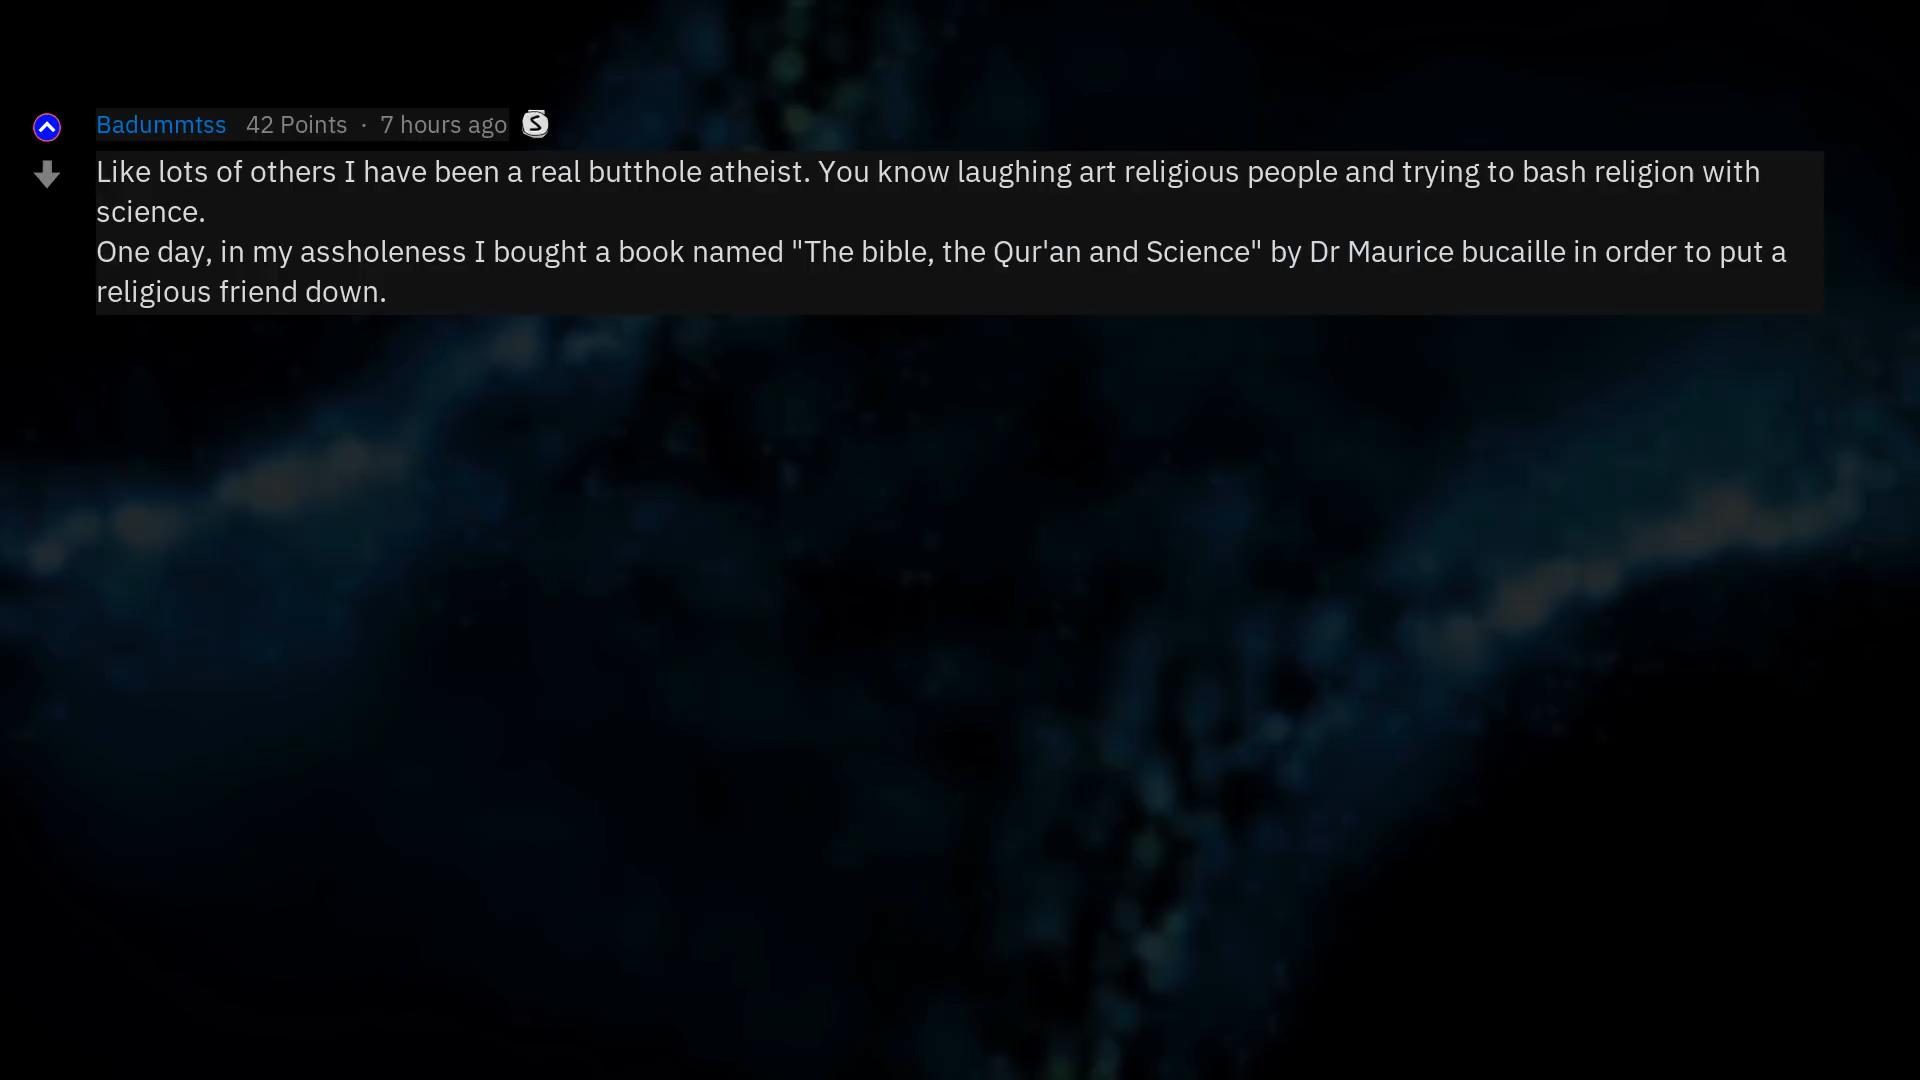 Badummtss 42 Points · 7 hours ago S
Like lots of others I have been a real butthole atheist. You know laughing art religious people and trying to bash religion with
science.
One day, in my assholeness I bought a book named "The bible, the Qur'an and Science" by Dr Maurice bucaille in order to put a
religious friend down.